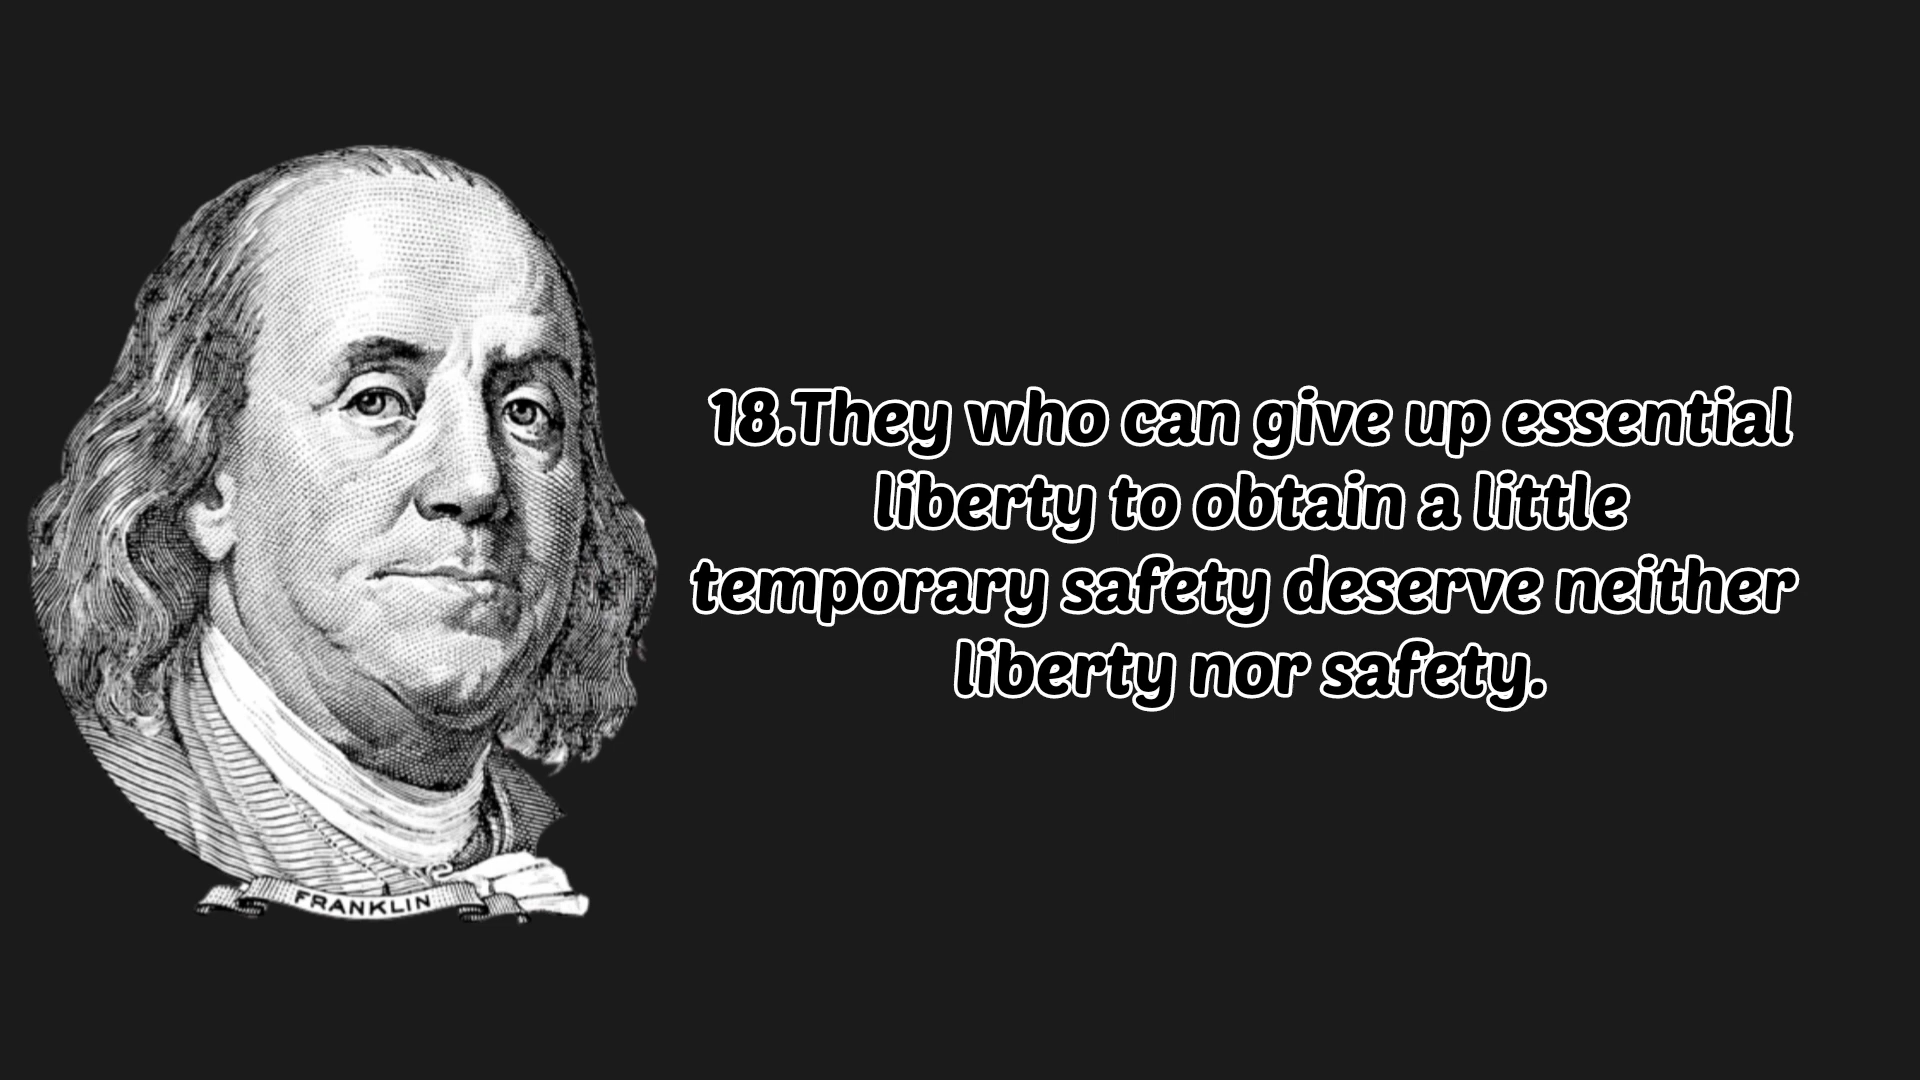 18.They who can give up essential
liberty to obtain a little
temporary safety deserve neither
liberty nor safety.
FRANKLIN